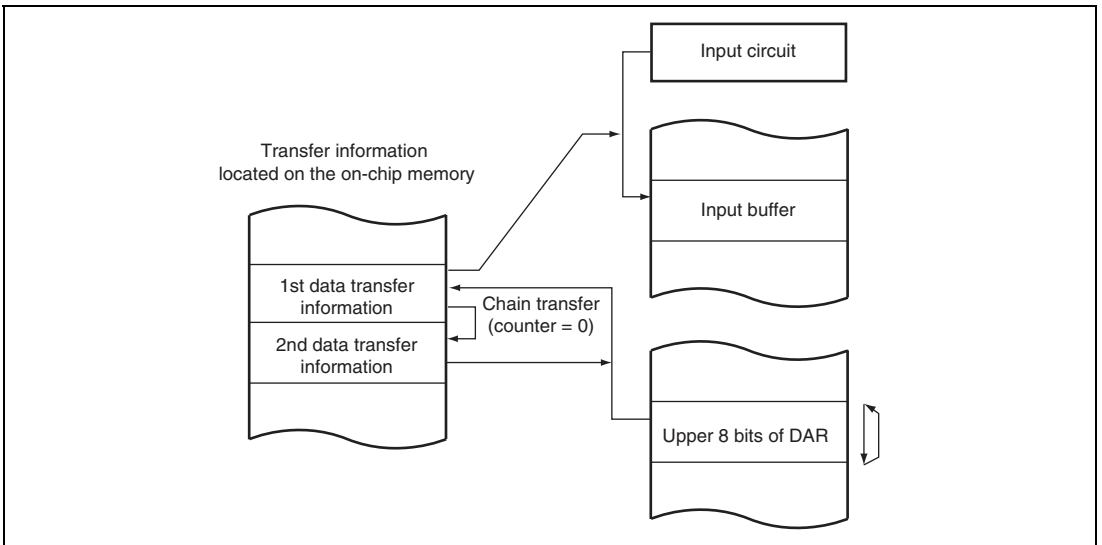 Input circuit
Transfer information
located on the on-chip memory
Input buffer
1st data transfer
information
Chain transfer
(counter = 0)
2nd data transfer
information
Upper 8 bits of DAR